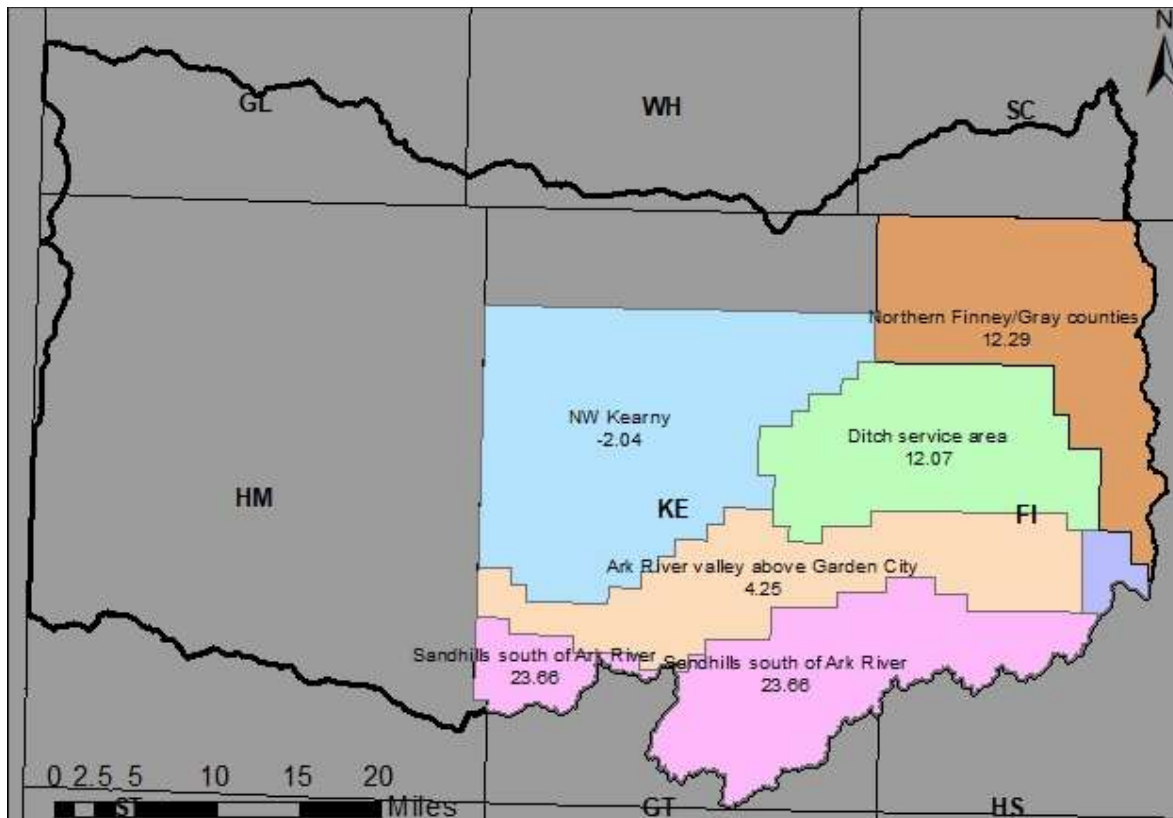 N
GL
WH
SC
Northern Finney/Gray counties
12.29
NW Kearny
-2.04
Ditch service area
12.07
HM
KE
FI
Ark River valley above Garden City
4.25
Sandhills south of Ark River
23.66
Sandhills south of Ark River
23.66
0 2.5 5 10 15 20
Miles
ST
GT
HS